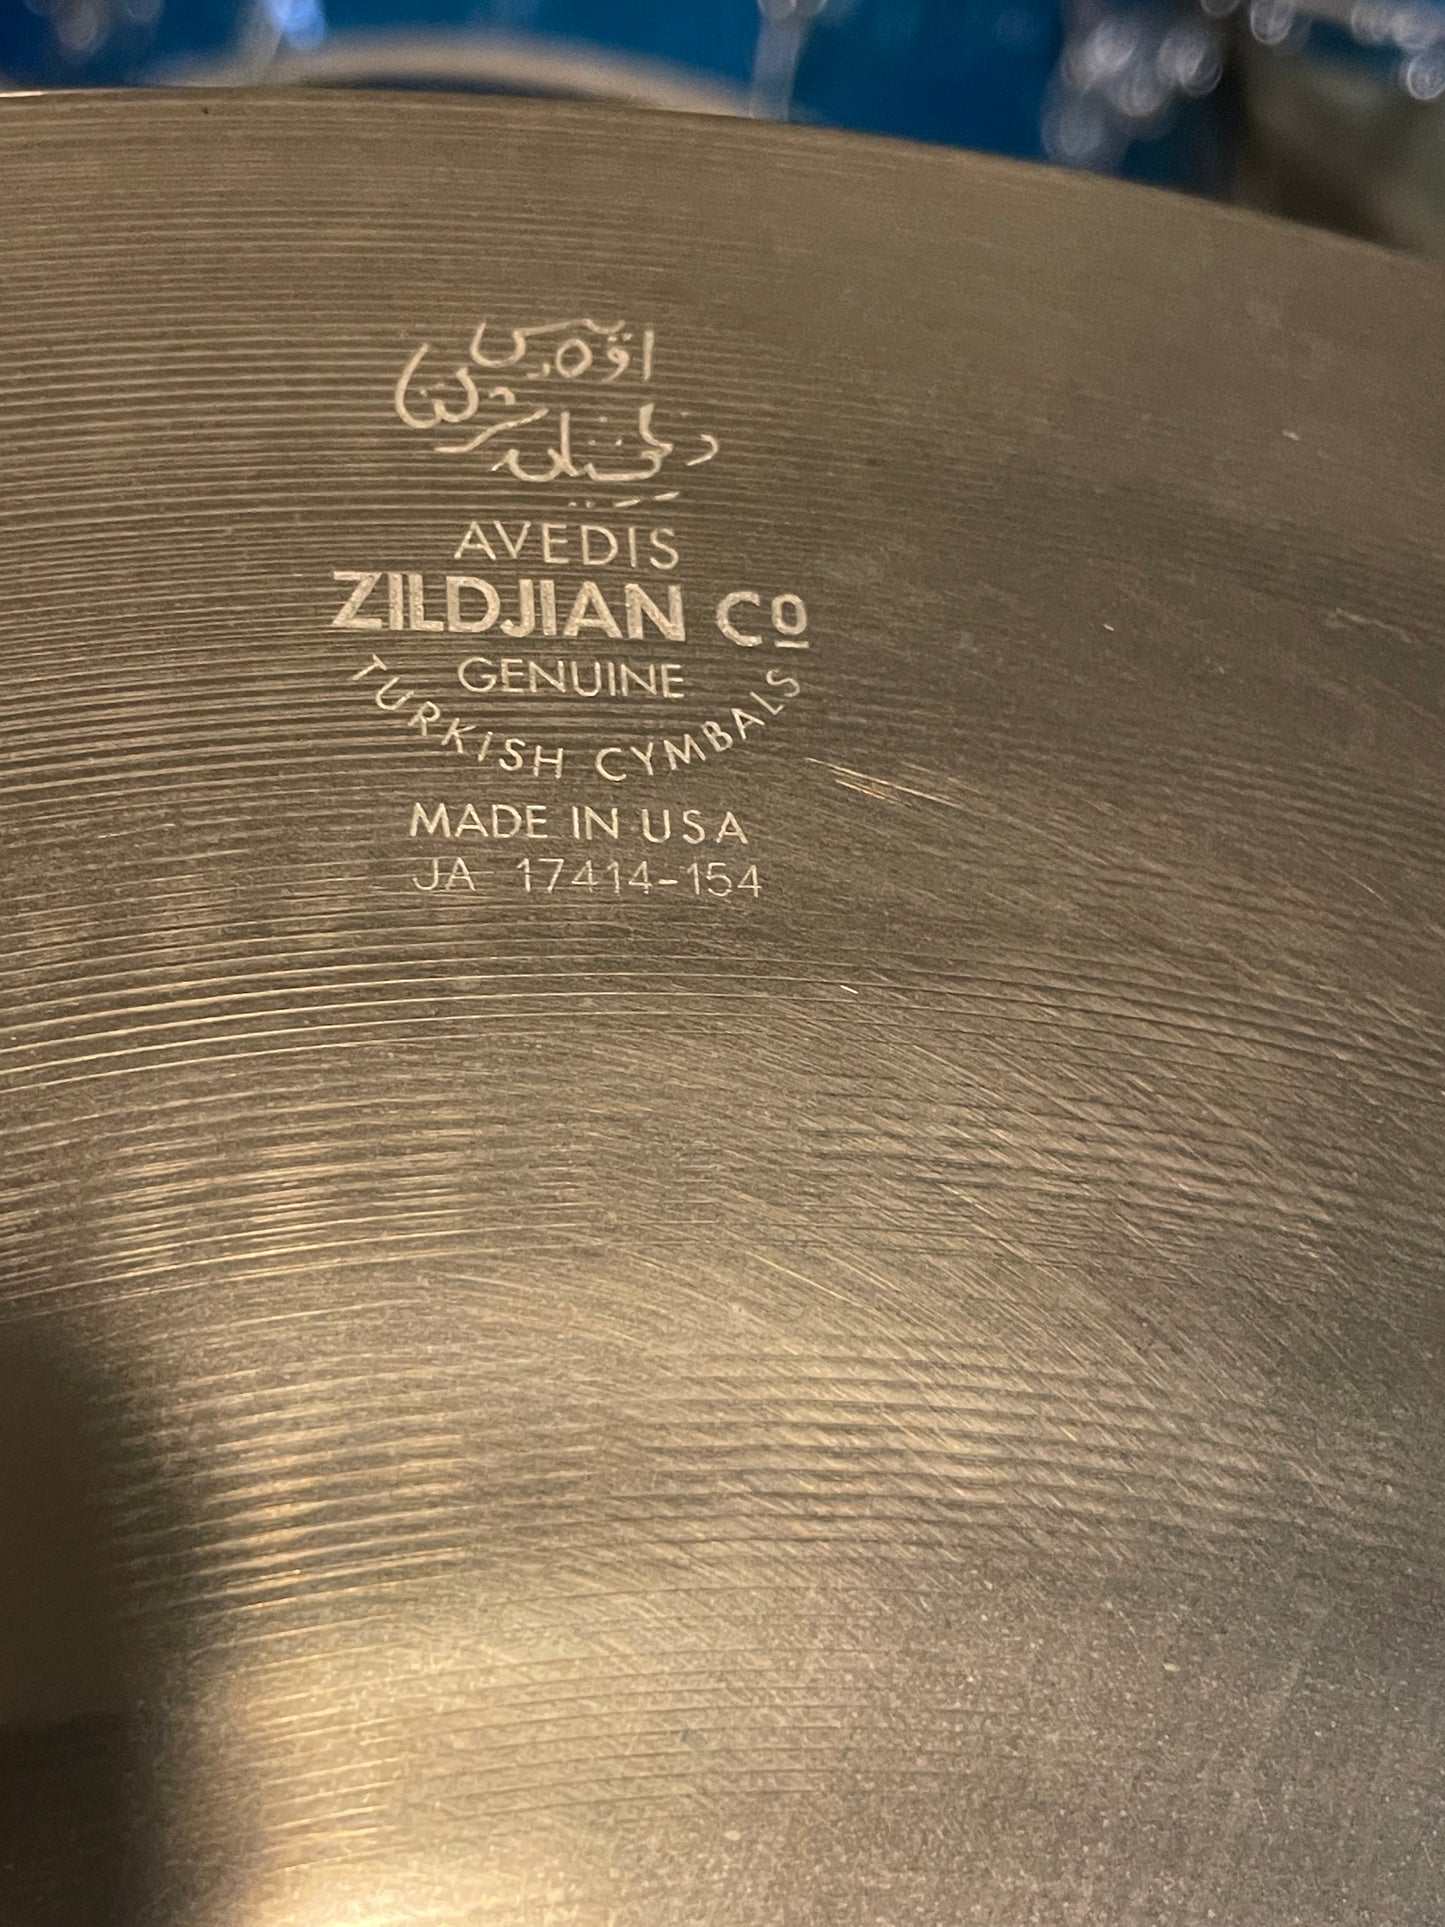 AVEDIS
ZILDJIAN Cº
GENUINE
TURKISH CYMBALS
MADE IN USA
JA 17414-154